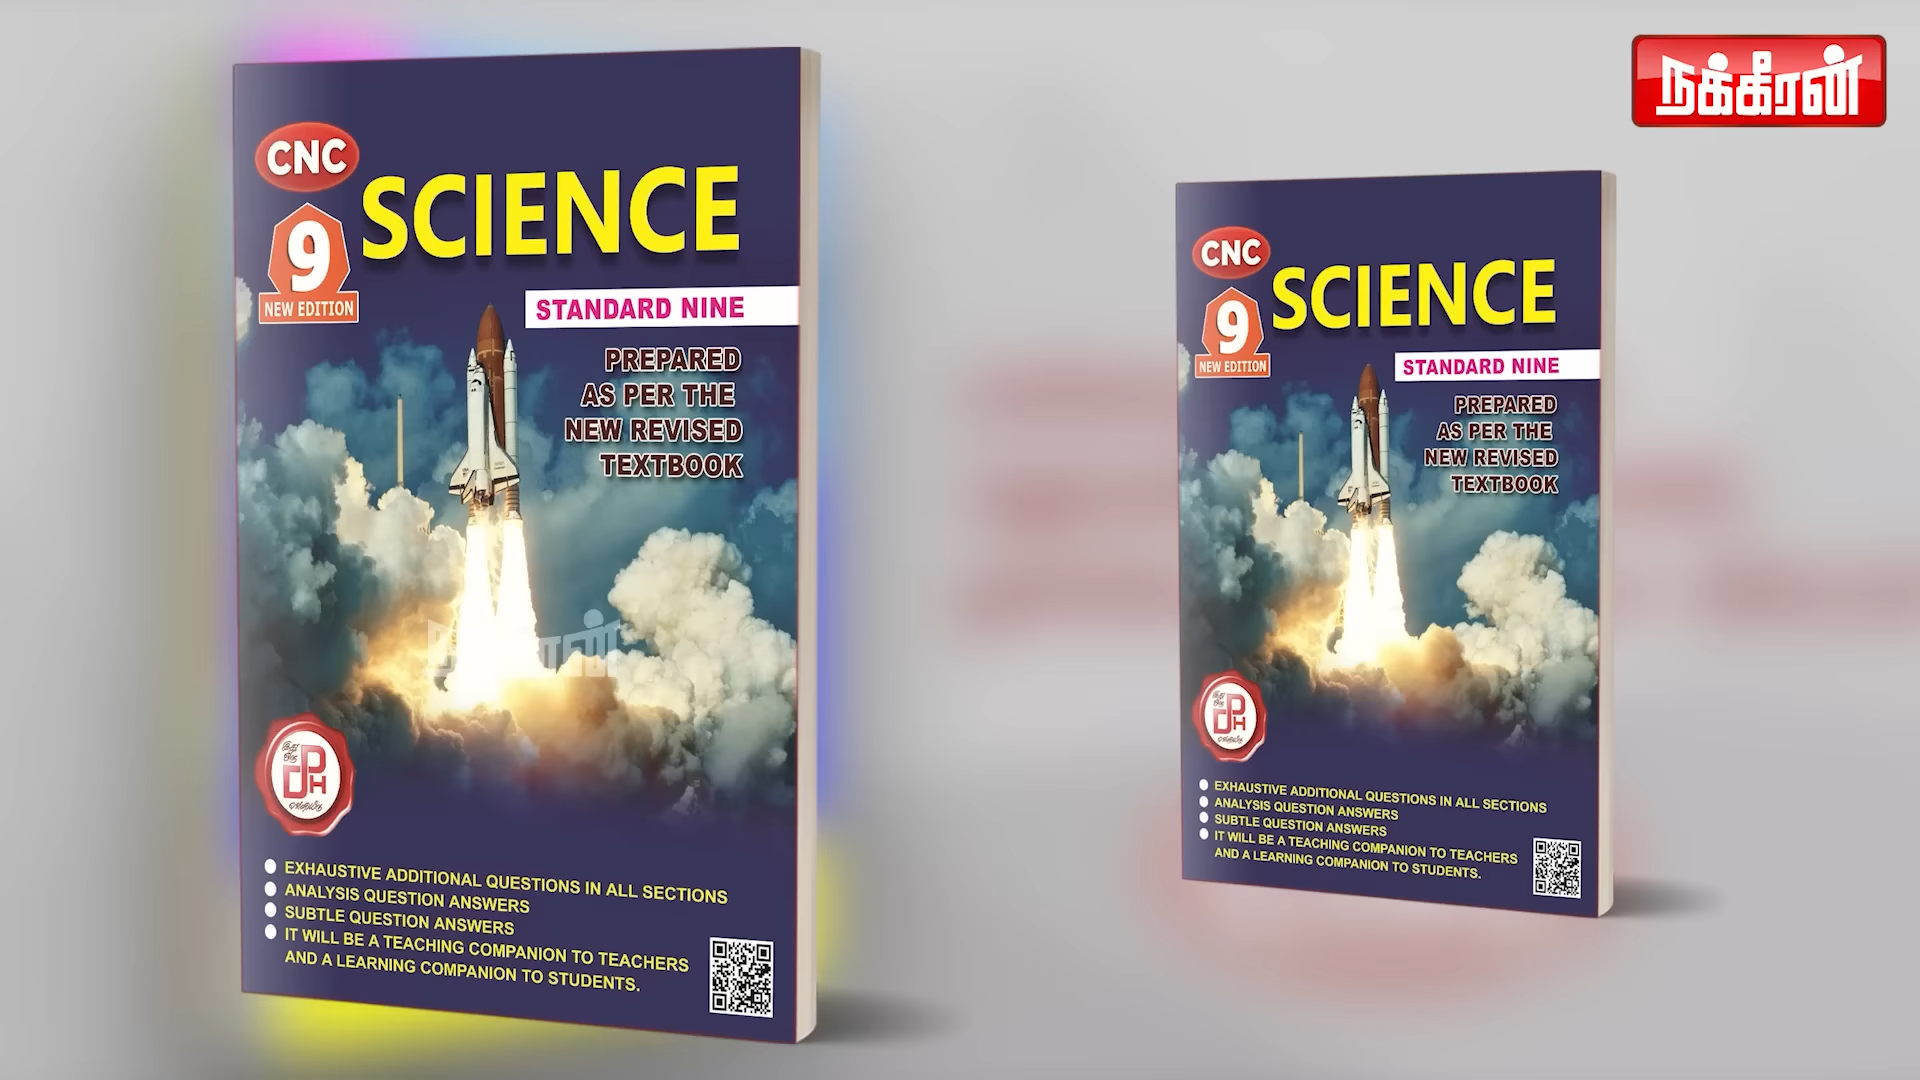 CNC
SCIENCE
9
NEW EDITION
STANDARD NINE
PREPARED
AS PER THE
NEW REVISED
TEXTBOOK
DPH
EXHAUSTIVE ADDITIONAL QUESTIONS IN ALL SECTIONS
ANALYSIS QUESTION ANSWERS
SUBTLE QUESTION ANSWERS
IT WILL BE A TEACHING COMPANION TO TEACHERS
AND A LEARNING COMPANION TO STUDENTS.
நக்கீரன்
CNC
SCIENCE
9
NEW EDITION
STANDARD NINE
PREPARED
AS PER THE
NEW REVISED
TEXTBOOK
DPH
EXHAUSTIVE ADDITIONAL QUESTIONS IN ALL SECTIONS
ANALYSIS QUESTION ANSWERS
SUBTLE QUESTION ANSWERS
IT WILL BE A TEACHING COMPANION TO TEACHERS
AND A LEARNING COMPANION TO STUDENTS.